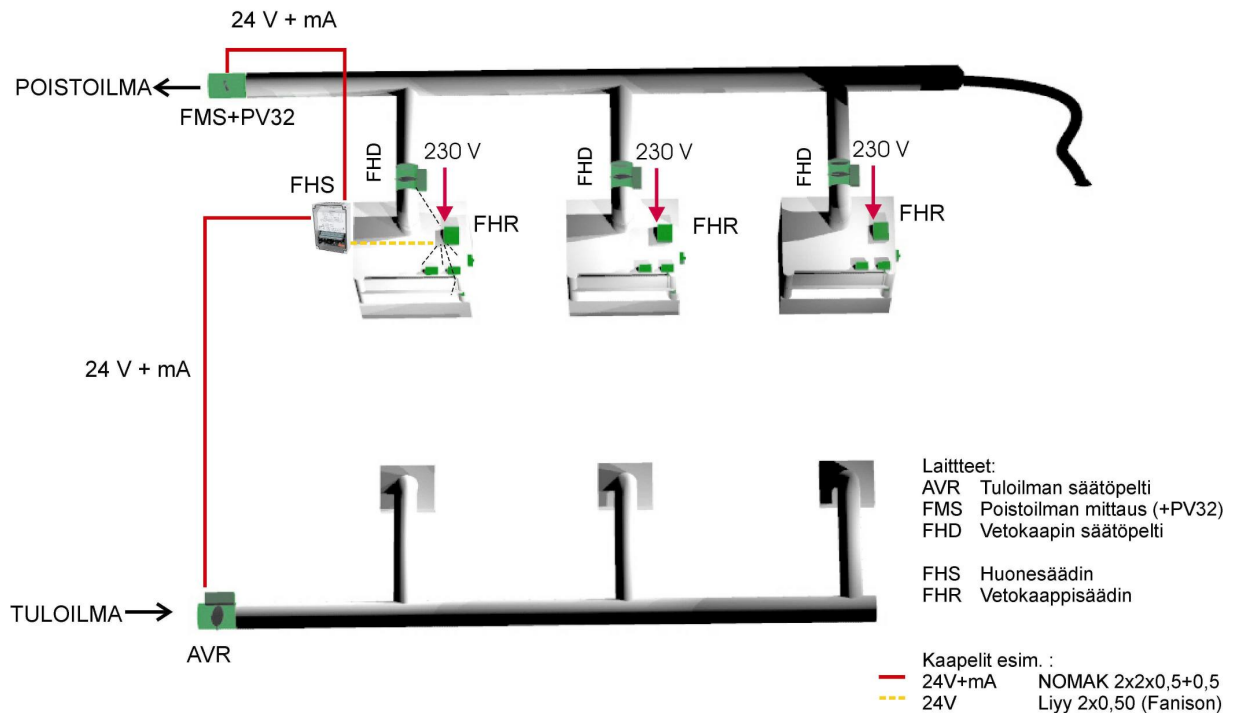 24 V + mA
POISTOILMA
FMS+PV32
FHS
FHD
230 V
FHR
FHD
230 V
FHR
FHD
230 V
FHR
24 V + mA
TULOILMA
AVR
Laittteet:
AVR Tuloilman säätöpelti
FMS Poistoilman mittaus (+PV32)
FHD Vetokaapin säätöpelti
FHS Huonesäädin
FHR Vetokaappisäädin
Kaapelit esim. :
24V+mA NOMAK 2x2x0,5+0,5
24V Liyy 2x0,50 (Fanison)